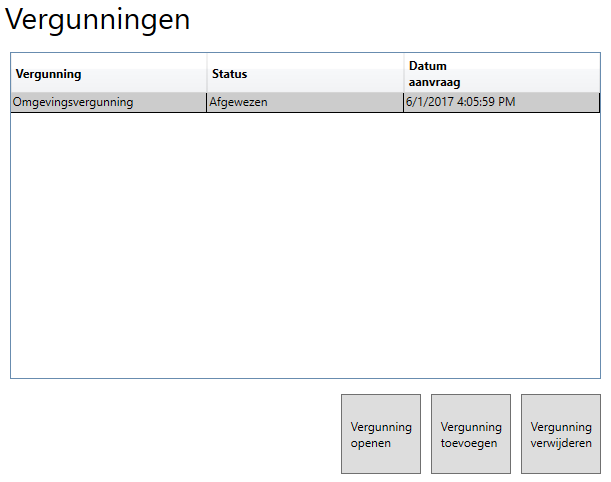 Vergunningen
Vergunning Status Datum
aanvraag
Omgevingsvergunning Afgewezen 6/1/2017 4:05:59 PM
Vergunning
openen
Vergunning
toevoegen
Vergunning
verwijderen